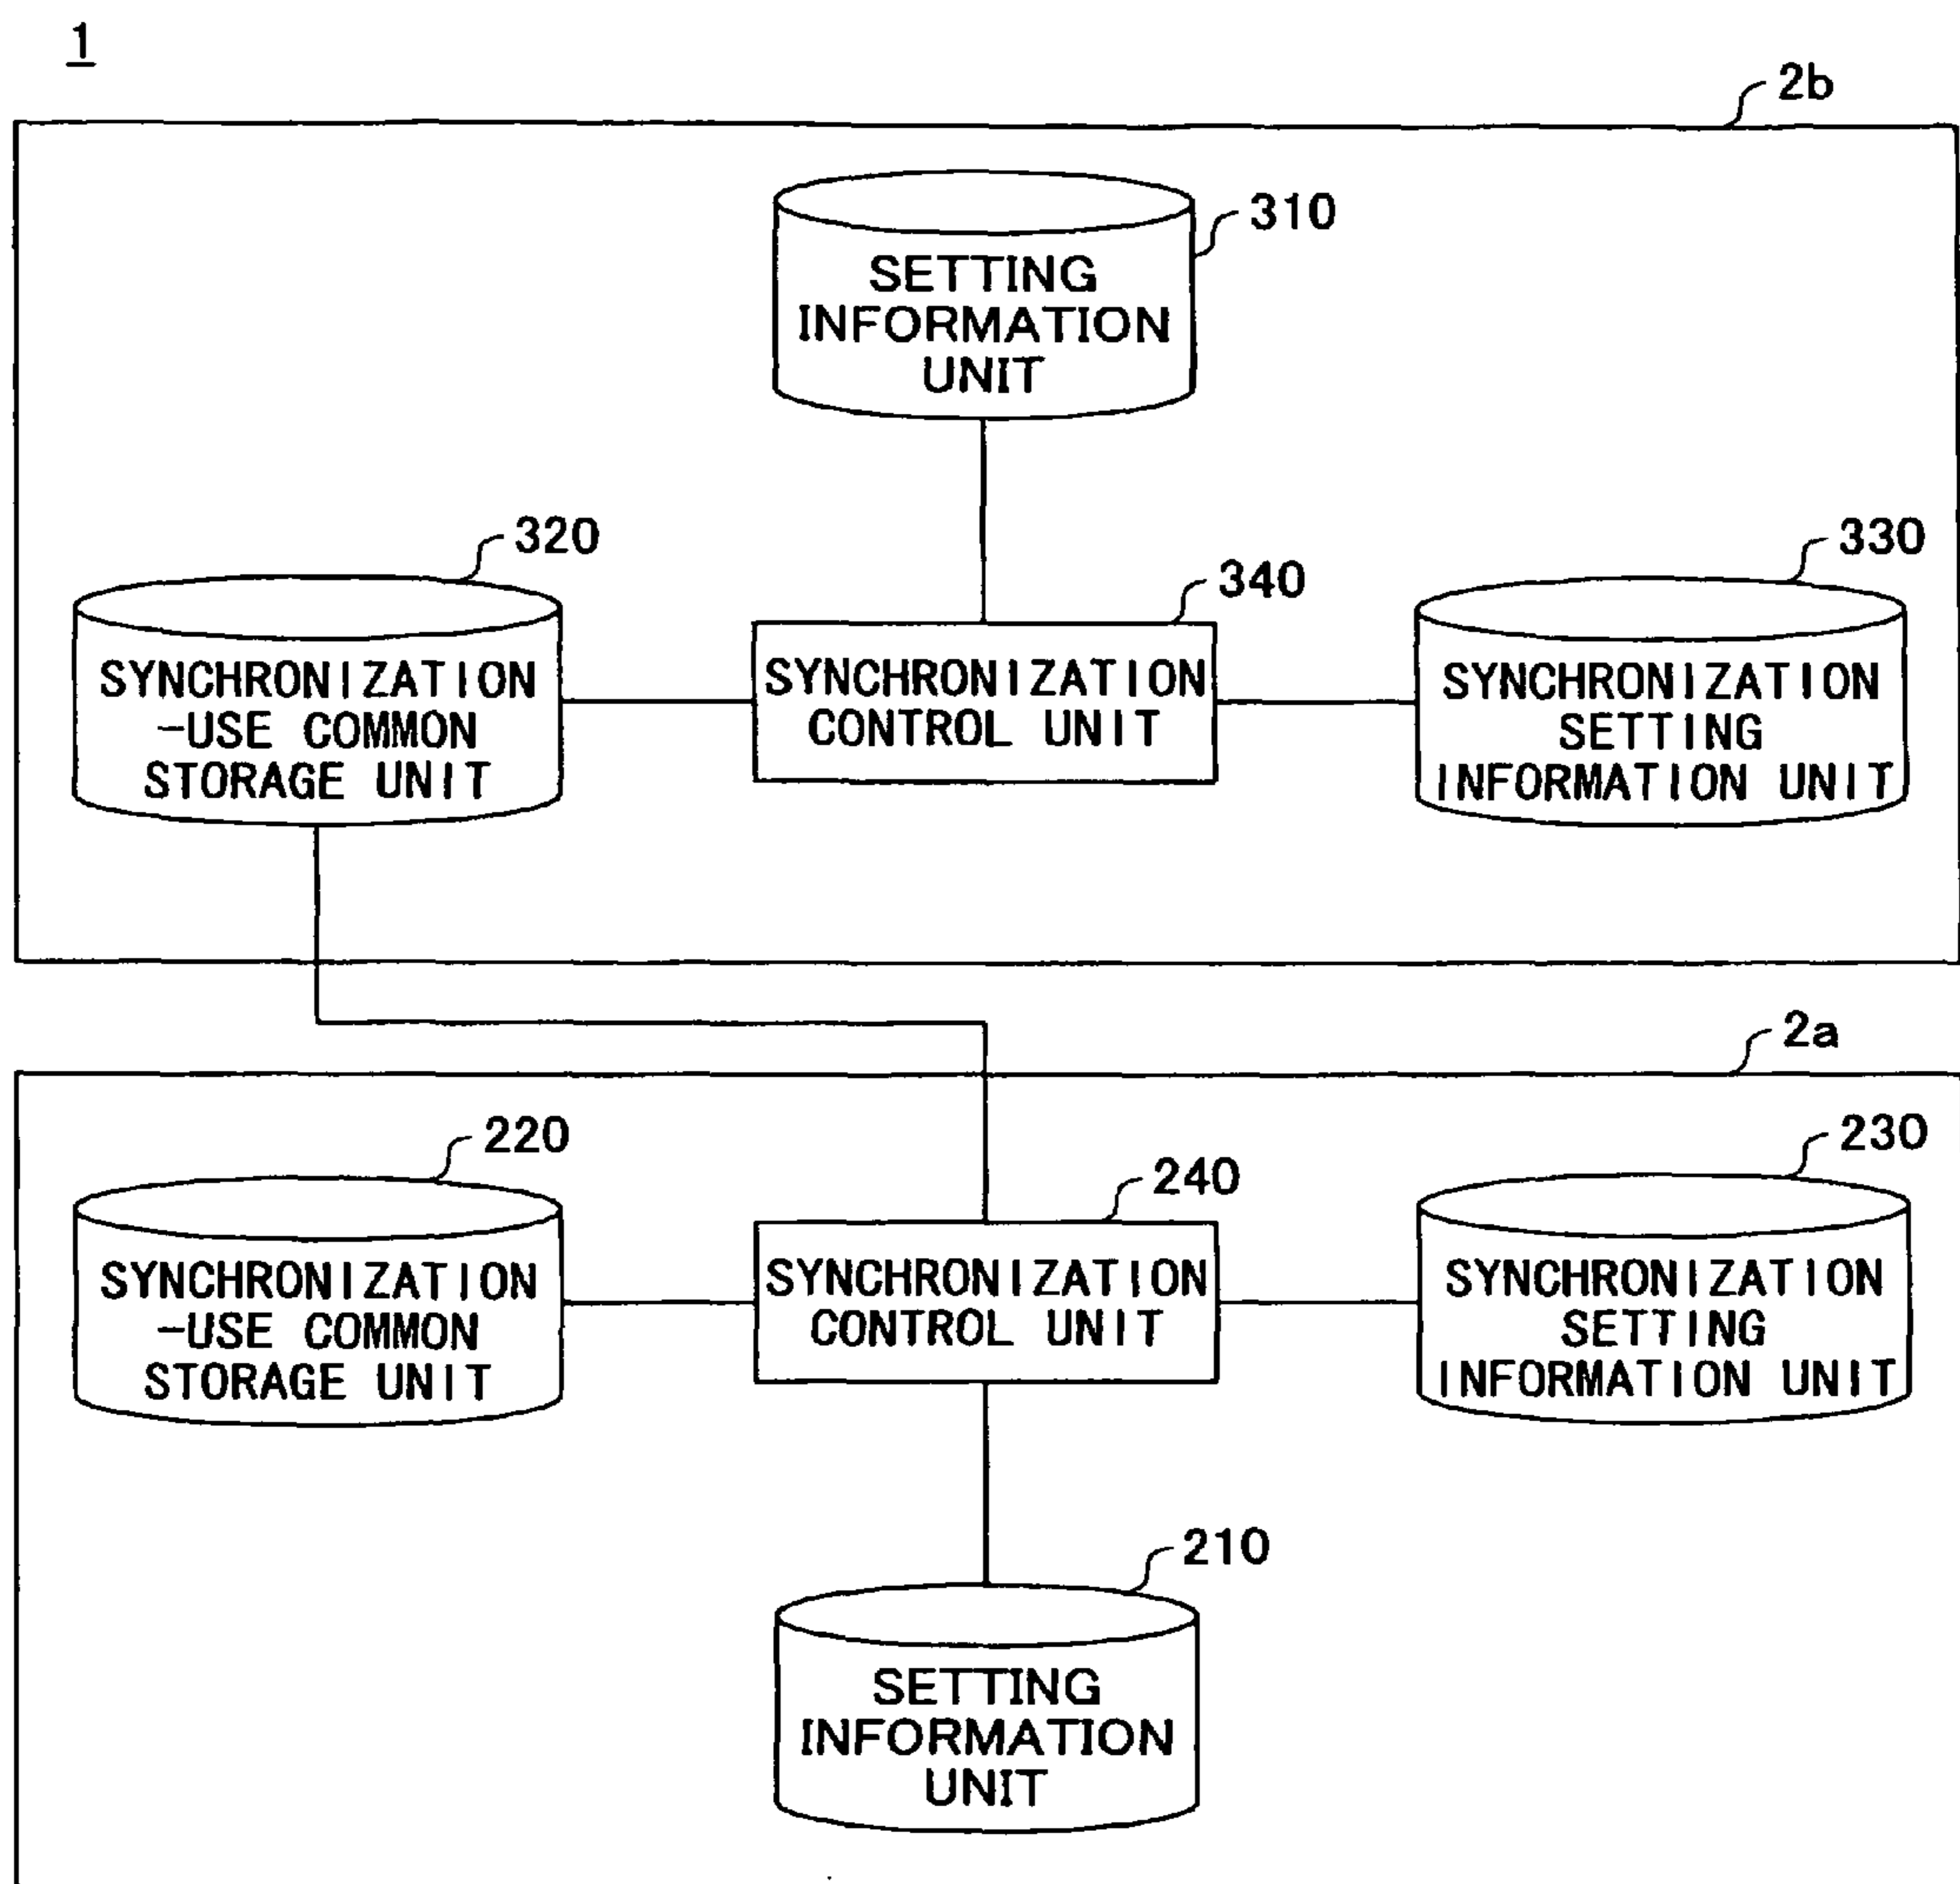 1
2b
310
SETTING
INFORMATION
UNIT
320
340
330
SYNCHRONIZATION
-USE COMMON
STORAGE UNIT
SYNCHRONIZATION
CONTROL UNIT
SYNCHRONIZATION
SETTING
INFORMATION UNIT
2a
220
240
230
SYNCHRONIZATION
-USE COMMON
STORAGE UNIT
SYNCHRONIZATION
CONTROL UNIT
SYNCHRONIZATION
SETTING
INFORMATION UNIT
210
SETTING
INFORMATION
UNIT